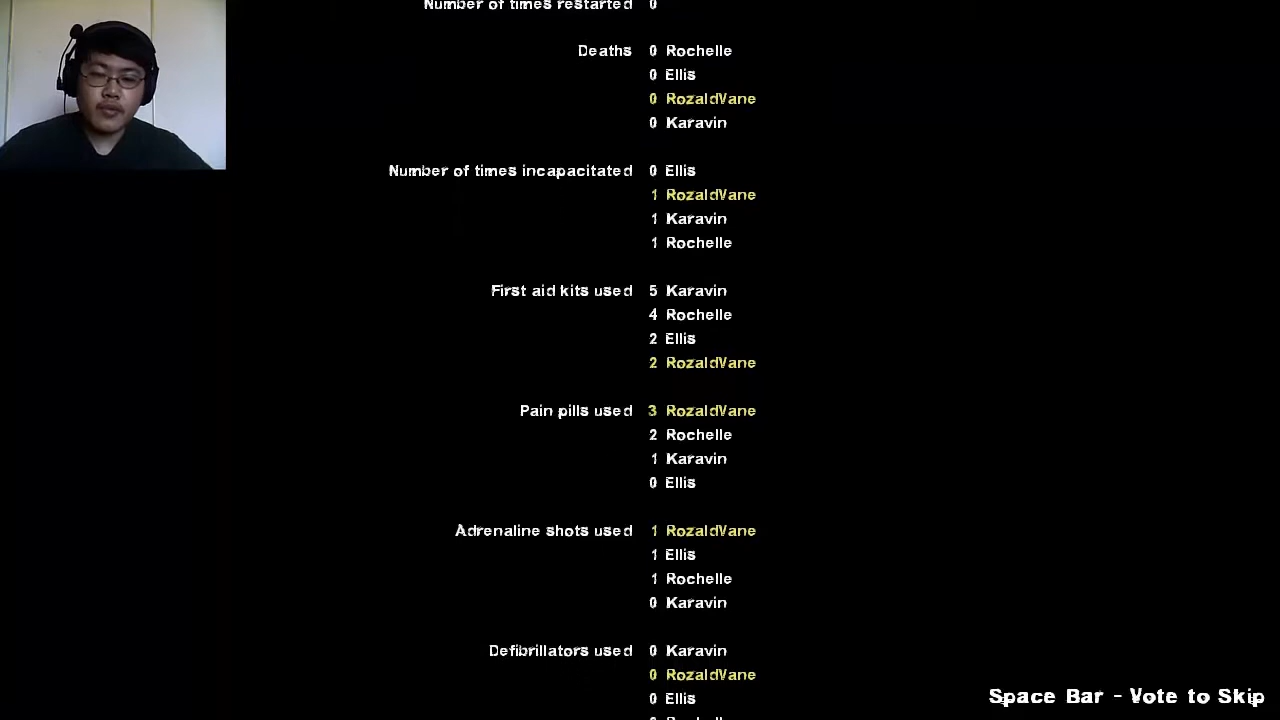 Number of times restarted 0
Deaths 0 Rochelle
0 Ellis
0 RozaldVane
0 Karavin
Number of times incapacitated 0 Ellis
1 RozaldVane
1 Karavin
1 Rochelle
First aid kits used 5 Karavin
4 Rochelle
2 Ellis
2 RozaldVane
Pain pills used 3 RozaldVane
2 Rochelle
1 Karavin
0 Ellis
Adrenaline shots used 1 RozaldVane
1 Ellis
1 Rochelle
0 Karavin
Defibrillators used 0 Karavin
0 RozaldVane
0 Ellis
Space Bar - Vote to Skip